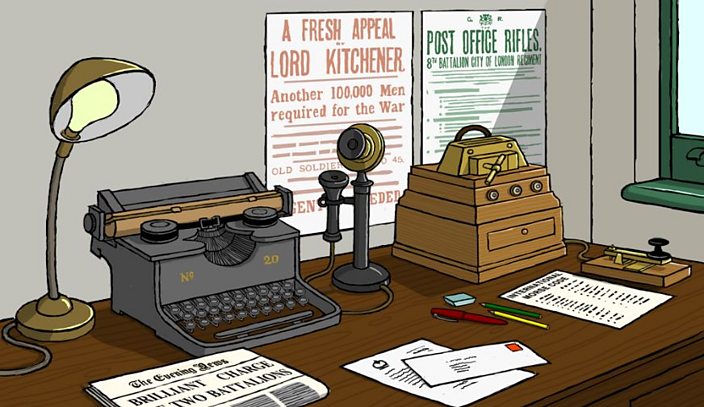 A FRESH APPEAL
BY
LORD KITCHENER.
Another 100,000 Men
required for the War
OLD SOLDIERS
45.
G. R.
POST OFFICE RIFLES.
8TH BATTALION CITY OF LONDON REGIMENT
No 20
INTERNATIONAL
MORSE CODE
The Evening News
BRILLIANT CHARGE
TWO BATTALIONS